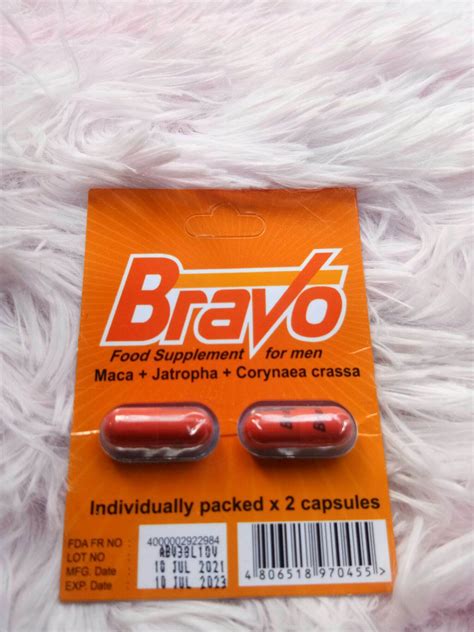 Bravo
Food Supplement for men
Maca + Jatropha + Corynaea crassa
Individually packed x 2 capsules
FDA FR NO : 4000002922984
LOT NO
MFG. Date 10 JUL 2021
EXP. Date 10 JUL 2023
4 806518 970455 >